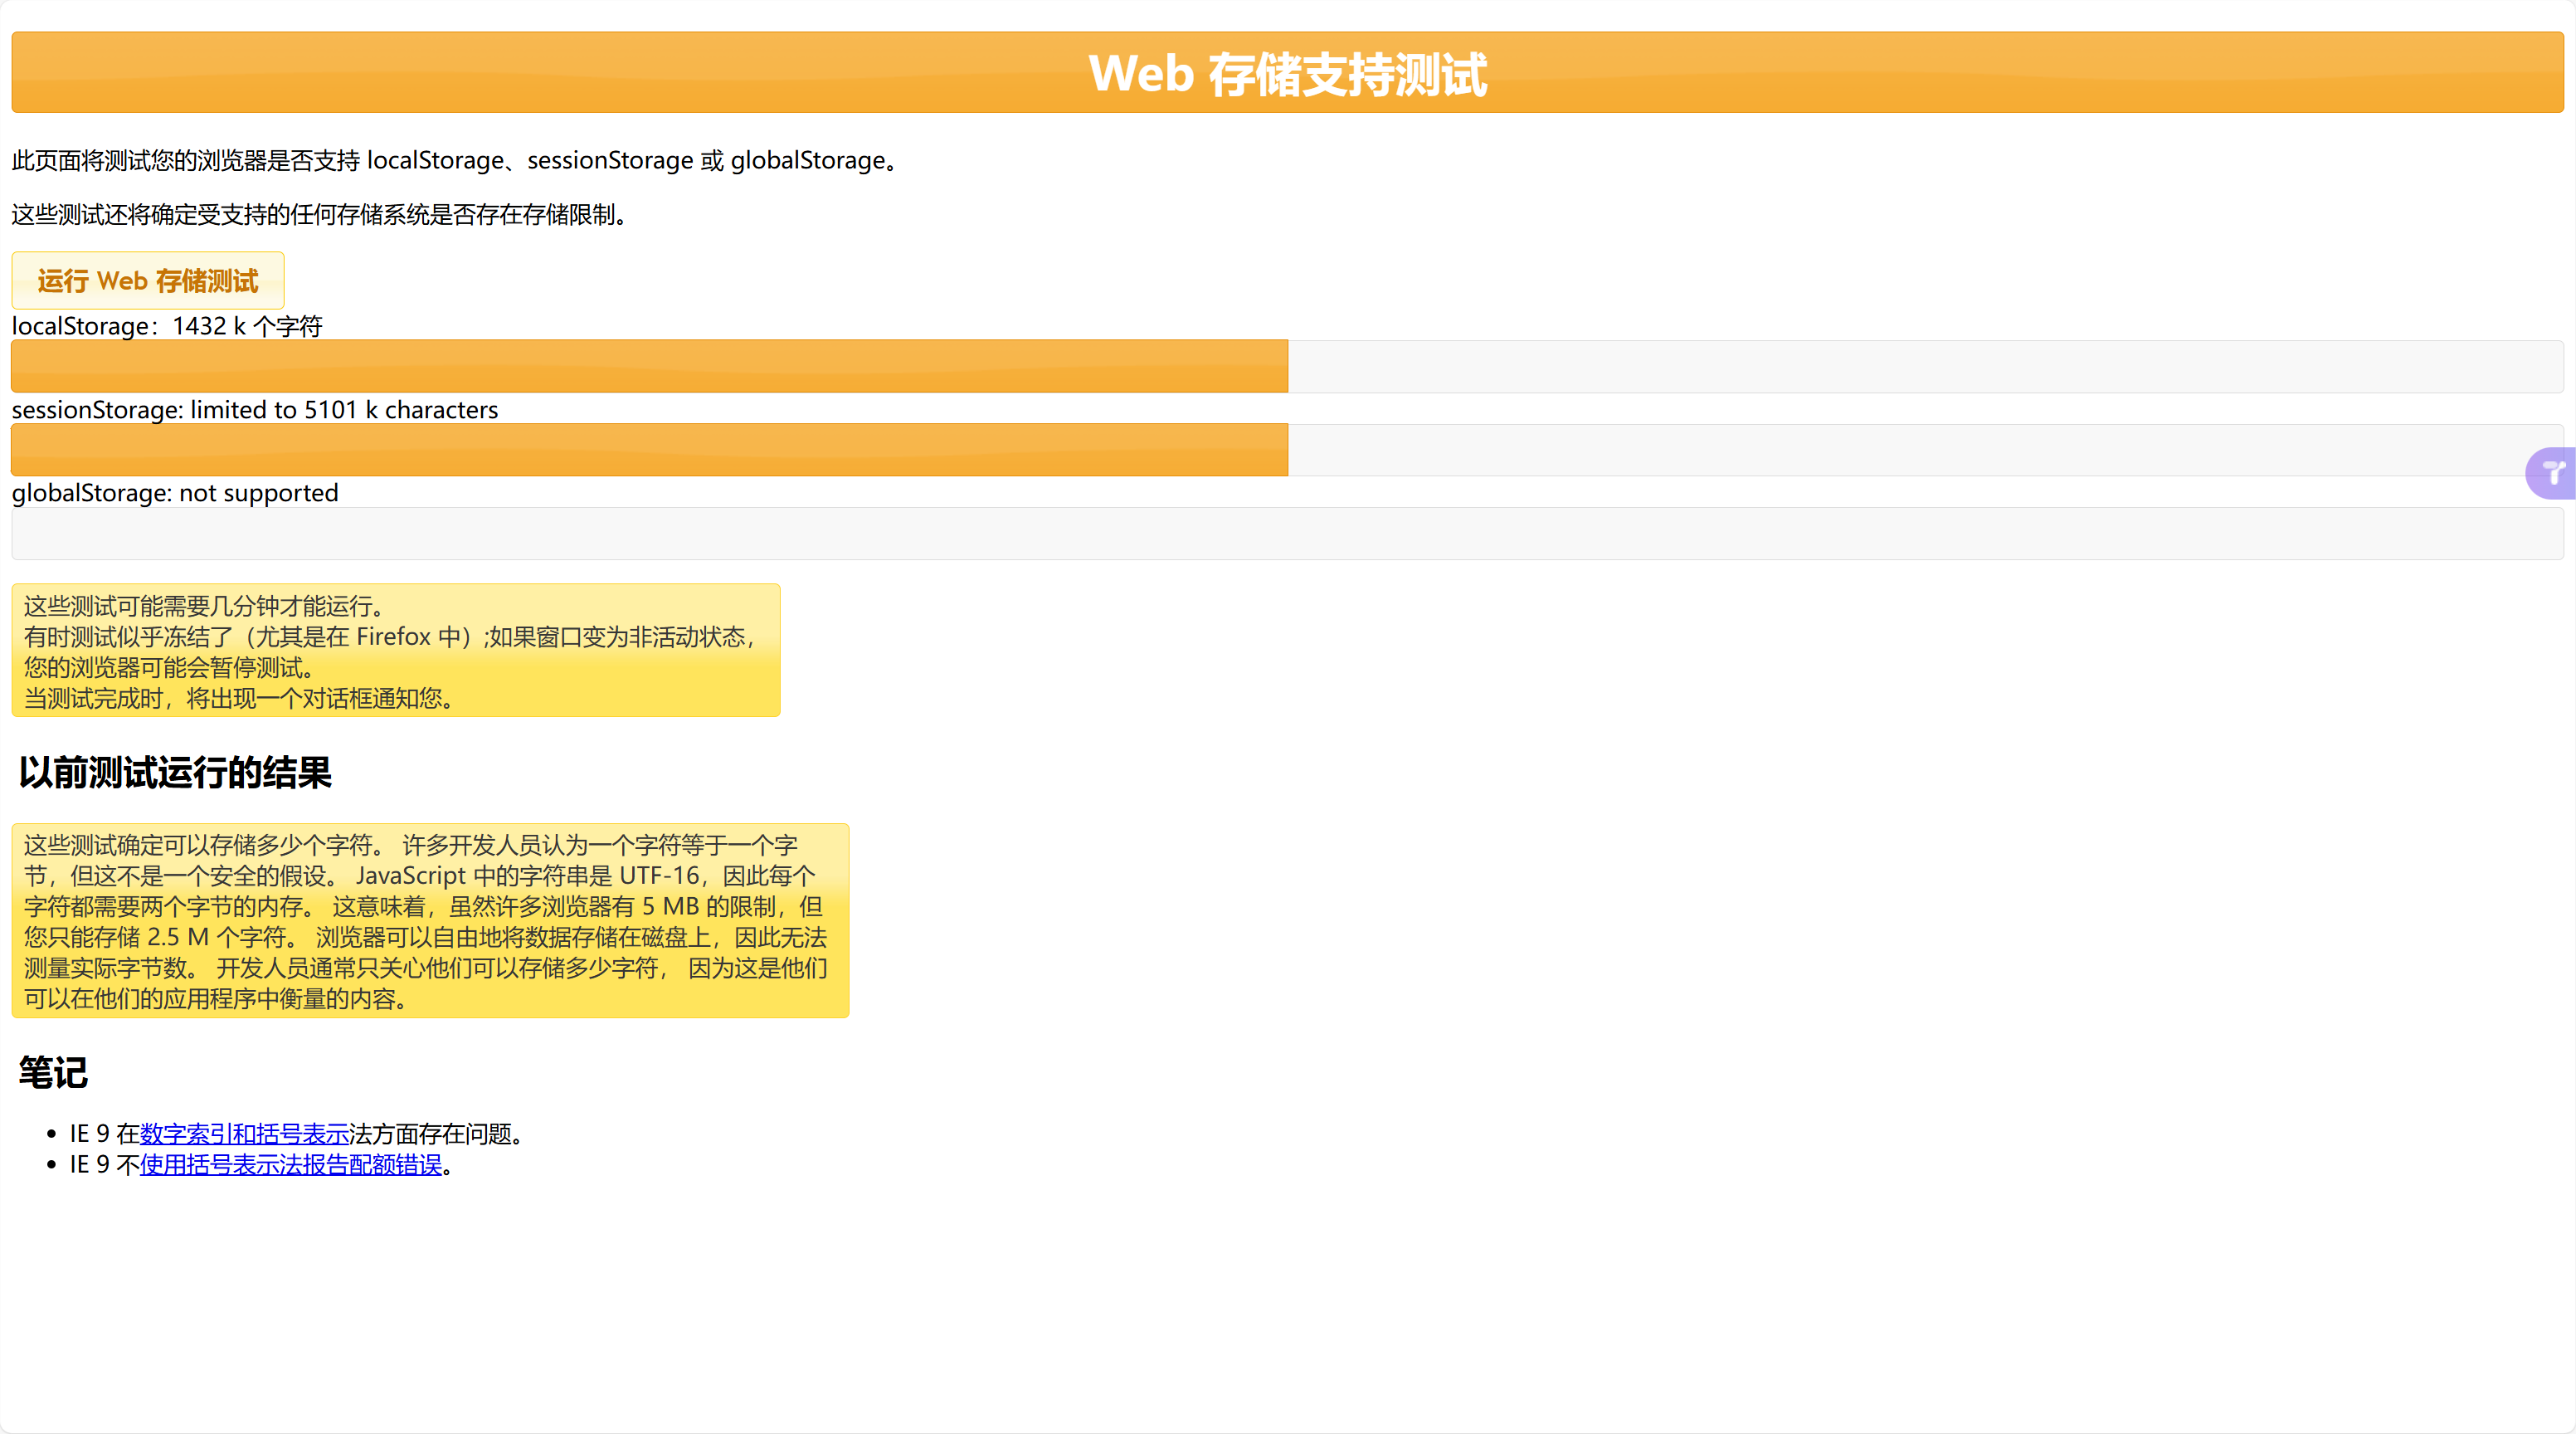 Web 存储支持测试
此页面将测试您的浏览器是否支持 localStorage、sessionStorage 或 globalStorage。
这些测试还将确定受支持的任何存储系统是否存在存储限制。
运行 Web 存储测试
localStorage：1432 k 个字符
sessionStorage: limited to 5101 k characters
globalStorage: not supported
这些测试可能需要几分钟才能运行。
有时测试似乎冻结了（尤其是在 Firefox 中）;如果窗口变为非活动状态，
您的浏览器可能会暂停测试。
当测试完成时，将出现一个对话框通知您。
以前测试运行的结果
这些测试确定可以存储多少个字符。 许多开发人员认为一个字符等于一个字
节，但这不是一个安全的假设。 JavaScript 中的字符串是 UTF-16，因此每个
字符都需要两个字节的内存。 这意味着，虽然许多浏览器有 5 MB 的限制，但
您只能存储 2.5 M 个字符。 浏览器可以自由地将数据存储在磁盘上，因此无法
测量实际字节数。 开发人员通常只关心他们可以存储多少字符， 因为这是他们
可以在他们的应用程序中衡量的内容。
笔记
IE 9 在数字索引和括号表示法方面存在问题。
IE 9 不使用括号表示法报告配额错误。